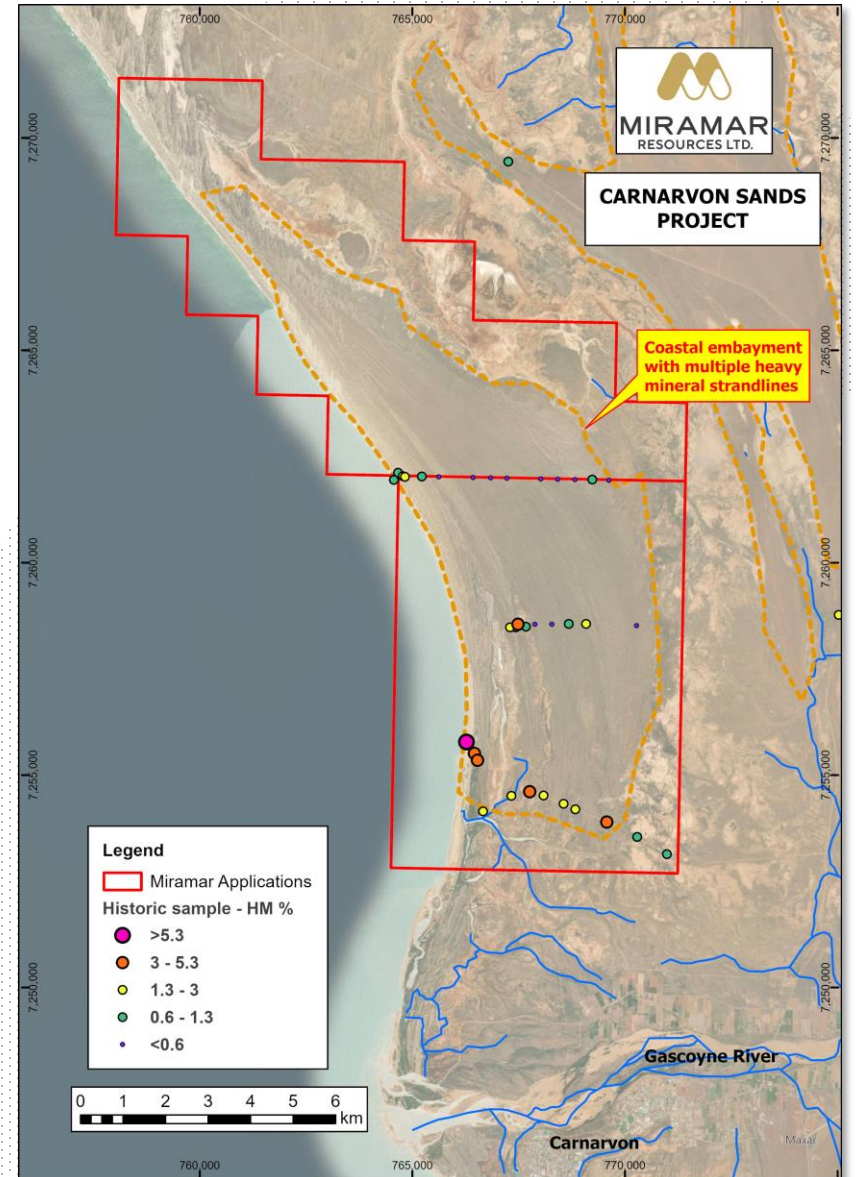 760,000
765,000
770,000
MIRAMAR
RESOURCES LTD.
CARNARVON SANDS
PROJECT
7,270,000
7,270,000
7,265,000
7,265,000
Coastal embayment
with multiple heavy
mineral strandlines
7,260,000
7,260,000
7,255,000
7,255,000
Legend
Miramar Applications
Historic sample - HM %
>5.3
3 - 5.3
1.3 - 3
0.6 - 1.3
<0.6
7,250,000
7,250,000
0 1 2 3 4 5 6
km
Gascoyne River
Carnarvon
Maxar
760,000
765,000
770,000